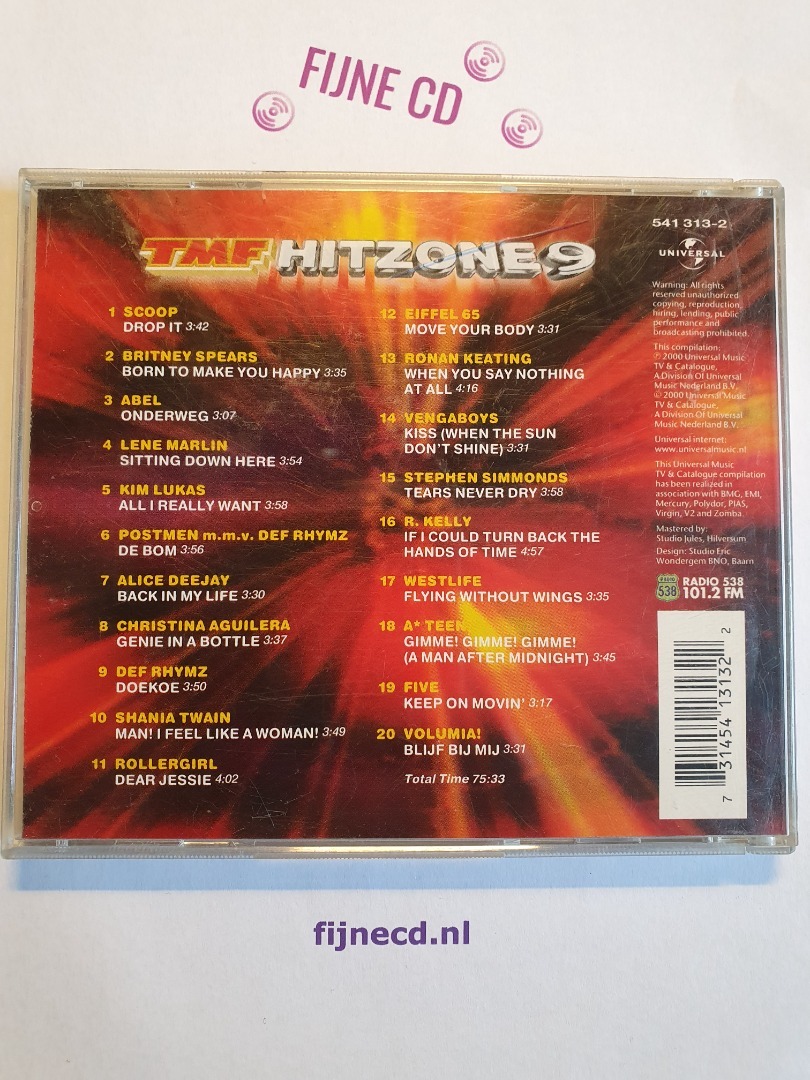 FIJNE CD
TMF HITZONE 9
1 SCOOP
DROP IT 3:42
2 BRITNEY SPEARS
BORN TO MAKE YOU HAPPY 3:35
3 ABEL
ONDERWEG 3:07
4 LENE MARLIN
SITTING DOWN HERE 3:54
5 KIM LUKAS
ALL I REALLY WANT 3:58
6 POSTMEN m.m.v. DEF RHYMZ
DE BOM 3:56
7 ALICE DEEJAY
BACK IN MY LIFE 3:30
8 CHRISTINA AGUILERA
GENIE IN A BOTTLE 3:37
9 DEF RHYMZ
DOEKOE 3:50
10 SHANIA TWAIN
MAN! I FEEL LIKE A WOMAN! 3:49
11 ROLLERGIRL
DEAR JESSIE 4:02
12 EIFFEL 65
MOVE YOUR BODY 3:31
13 RONAN KEATING
WHEN YOU SAY NOTHING
AT ALL 4:16
14 VENGABOYS
KISS (WHEN THE SUN
DON'T SHINE) 3:31
15 STEPHEN SIMMONDS
TEARS NEVER DRY 3:58
16 R. KELLY
IF I COULD TURN BACK THE
HANDS OF TIME 4:57
17 WESTLIFE
FLYING WITHOUT WINGS 3:35
18 A* TEEN
GIMME! GIMME! GIMME!
(A MAN AFTER MIDNIGHT) 3:45
19 FIVE
KEEP ON MOVIN' 3:17
20 VOLUMIA!
BLIJF BIJ MIJ 3:31
Total Time 75:33
541 313-2
UNIVERSAL
Warning: All rights
reserved unauthorized
copying, reproduction,
hiring, lending, public
performance and
broadcasting prohibited.
This compilation:
℗ 2000 Universal Music
TV & Catalogue,
A Division Of Universal
Music Nederland B.V.
© 2000 Universal Music
TV & Catalogue,
A Division Of Universal
Music Nederland B.V.
Universal internet:
www.universalmusic.nl
This Universal Music
TV & Catalogue compilation
has been realized in
association with BMG, EMI,
Mercury, Polydor, PIAS,
Virgin, V2 and Zomba.
Mastered by:
Studio Jules, Hilversum
Design: Studio Eric
Wondergem BNO, Baarn
RADIO 538 RADIO 538
101.2 FM
7 31454 13132 2
fijnecd.nl